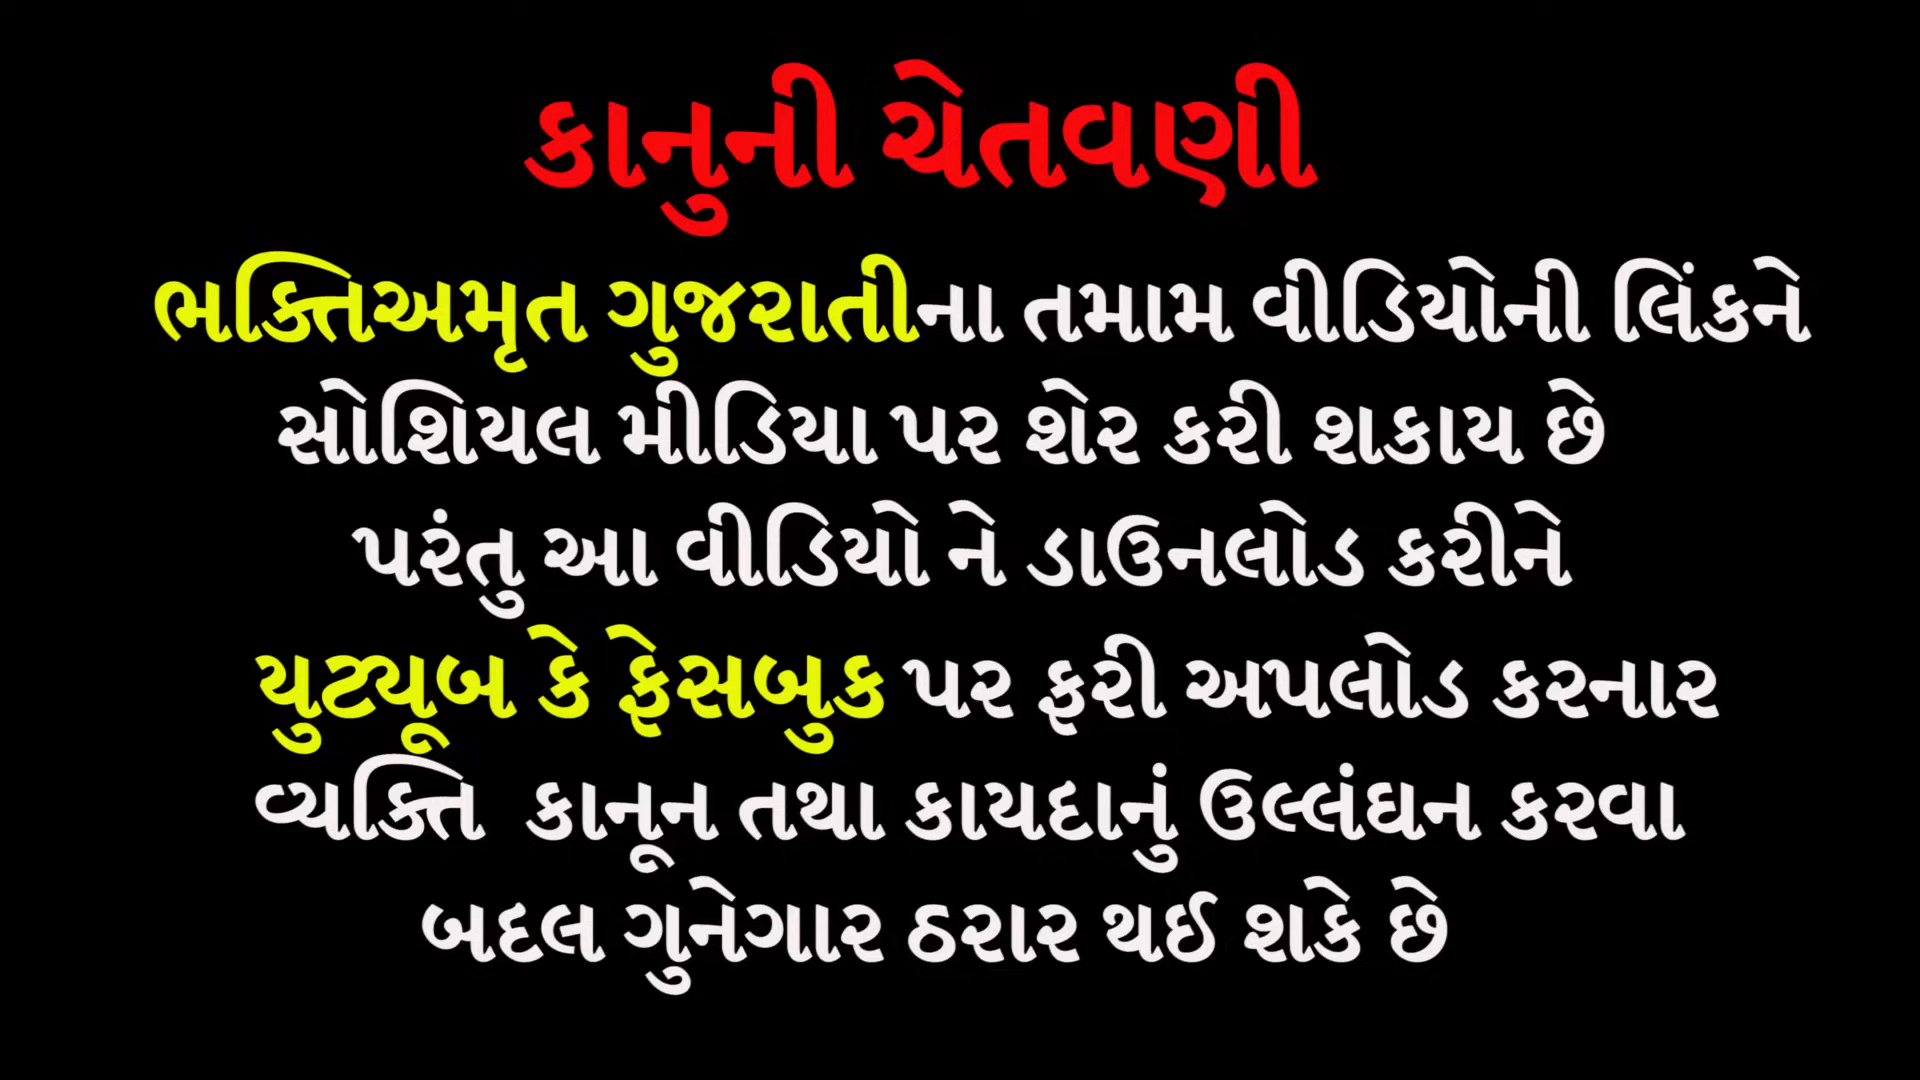 કાનુની ચેતવણી
ભક્તિઅમૃત ગુજરાતીના તમામ વીડિયોની લિંકને
સોશિયલ મીડિયા પર શેર કરી શકાય છે
પરંતુ આ વીડિયો ને ડાઉનલોડ કરીને
યુટ્યૂબ કે ફેસબુક પર ફરી અપલોડ કરનાર
વ્યક્તિ કાનૂન તથા કાયદાનું ઉલ્લંઘન કરવા
બદલ ગુનેગાર ઠરાર થઈ શકે છે